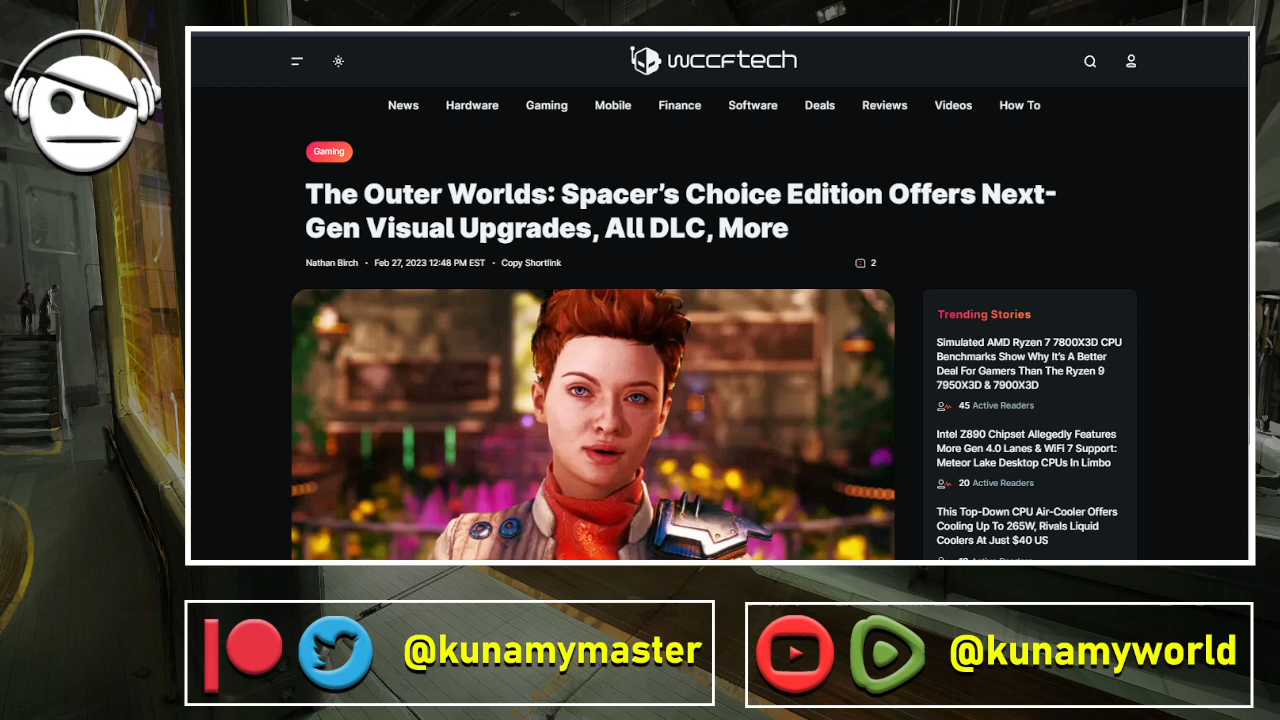 wccftech
News Hardware Gaming Mobile Finance Software Deals Reviews Videos How To
Gaming
The Outer Worlds: Spacer's Choice Edition Offers Next-
Gen Visual Upgrades, All DLC, More
Nathan Birch • Feb 27, 2023 12:48 PM EST • Copy Shortlink
2
Trending Stories
Simulated AMD Ryzen 7 7800X3D CPU
Benchmarks Show Why It's A Better
Deal For Gamers Than The Ryzen 9
7950X3D & 7900X3D
45 Active Readers
Intel Z890 Chipset Allegedly Features
More Gen 4.0 Lanes & WiFi 7 Support:
Meteor Lake Desktop CPUs In Limbo
20 Active Readers
This Top-Down CPU Air-Cooler Offers
Cooling Up To 265W, Rivals Liquid
Coolers At Just $40 US
@kunamymaster
@kunamyworld